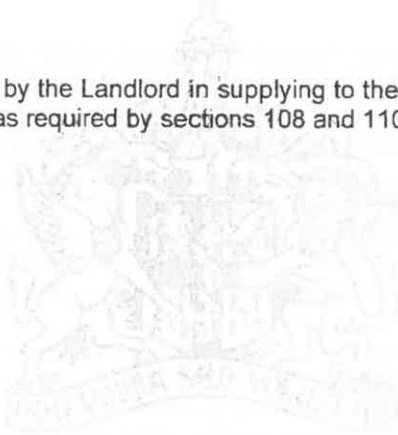 by the Landlord in supplying to the
as required by sections 108 and 110